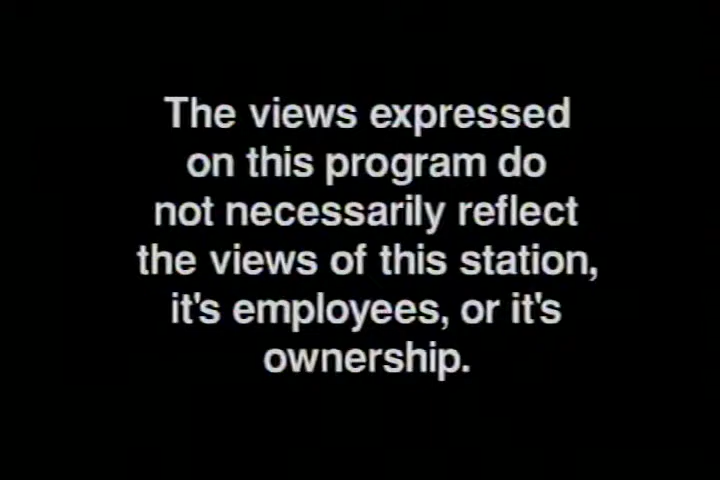 The views expressed
on this program do
not necessarily reflect
the views of this station,
it's employees, or it's
ownership.